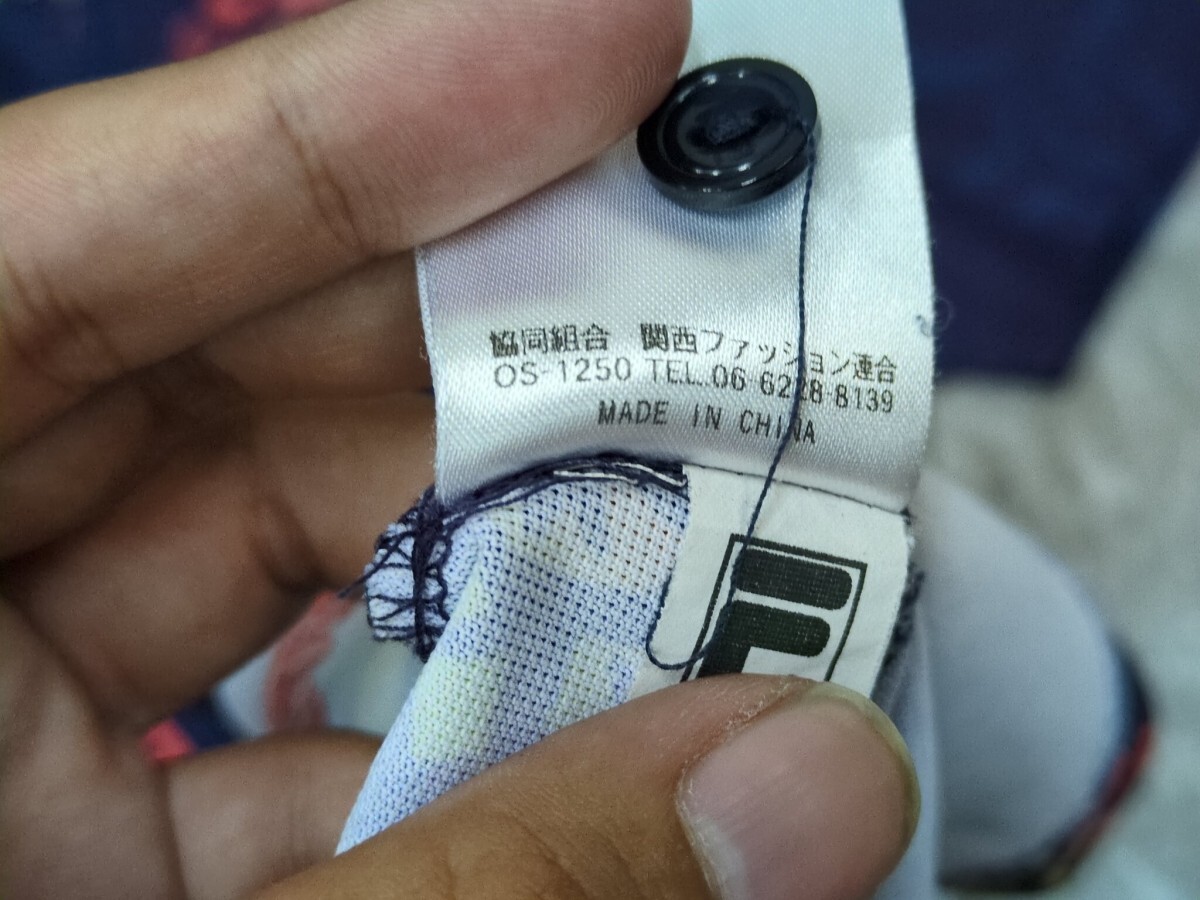 協同組合 関西ファッション連合
OS-1250 TEL.06 6228 8139
MADE IN CHINA